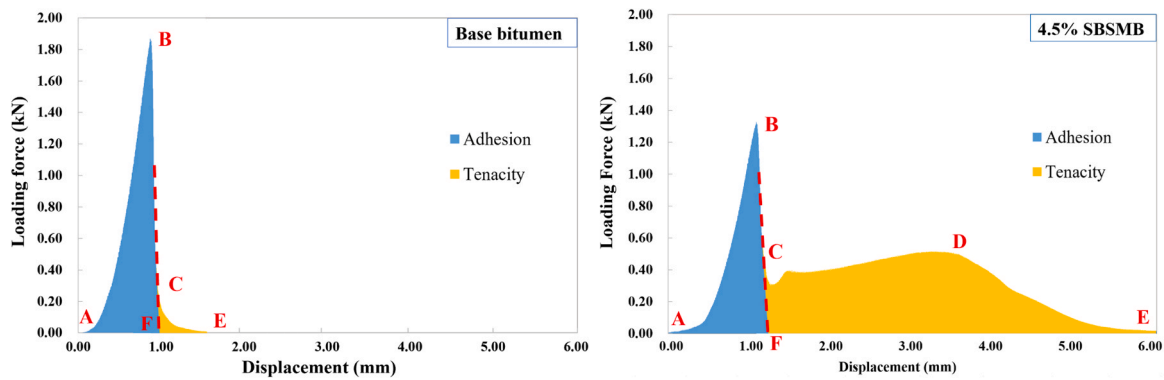 Base bitumen
Loading force (kN)
2.00
1.80
1.60
1.40
1.20
1.00
0.80
0.60
0.40
0.20
0.00
B
Adhesion
Tenacity
C
A
F
E
0.00 1.00 2.00 3.00 4.00 5.00 6.00
Displacement (mm)
4.5% SBSMB
Loading Force (kN)
2.00
1.80
1.60
1.40
1.20
1.00
0.80
0.60
0.40
0.20
0.00
B
Adhesion
Tenacity
C
D
A
E
F
0.00 1.00 2.00 3.00 4.00 5.00 6.00
Displacement (mm)